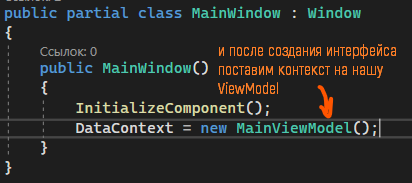 public partial class MainWindow : Window
{
Ссылок: 0
public MainWindow()
и после создания интерфейса
поставим контекст на нашу
ViewModel
{
InitializeComponent();
DataContext = new MainViewModel();
}
}